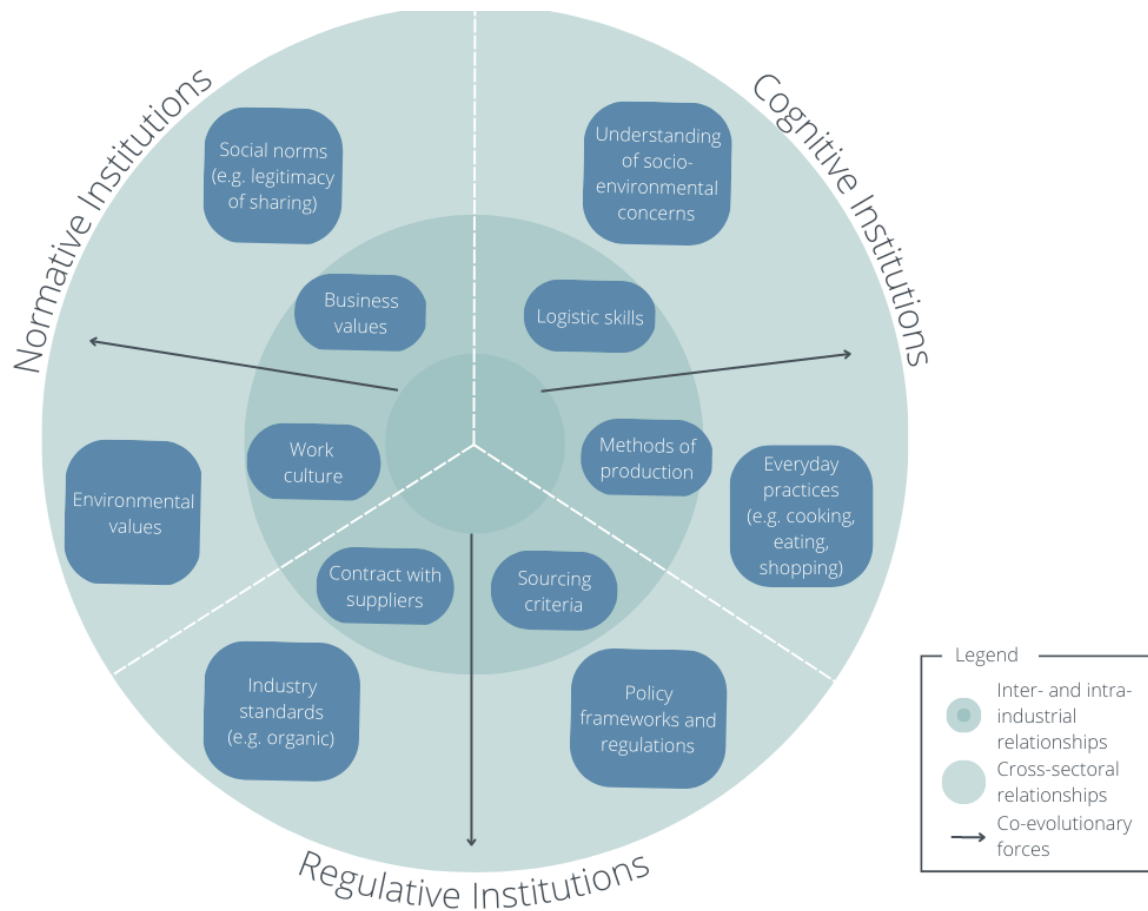 Normative Institutions
Cognitive Institutions
Social norms
(e.g. legitimacy
of sharing)
Understanding
of socio-
environmental
concerns
Business
values
Logistic skills
Work
culture
Methods of
production
Environmental
values
Everyday
practices
(e.g. cooking,
eating,
shopping)
Contract with
suppliers
Sourcing
criteria
Industry
standards
(e.g. organic)
Policy
frameworks and
regulations
Regulative Institutions
Legend
Inter- and intra-
industrial
relationships
Cross-sectoral
relationships
Co-evolutionary
forces